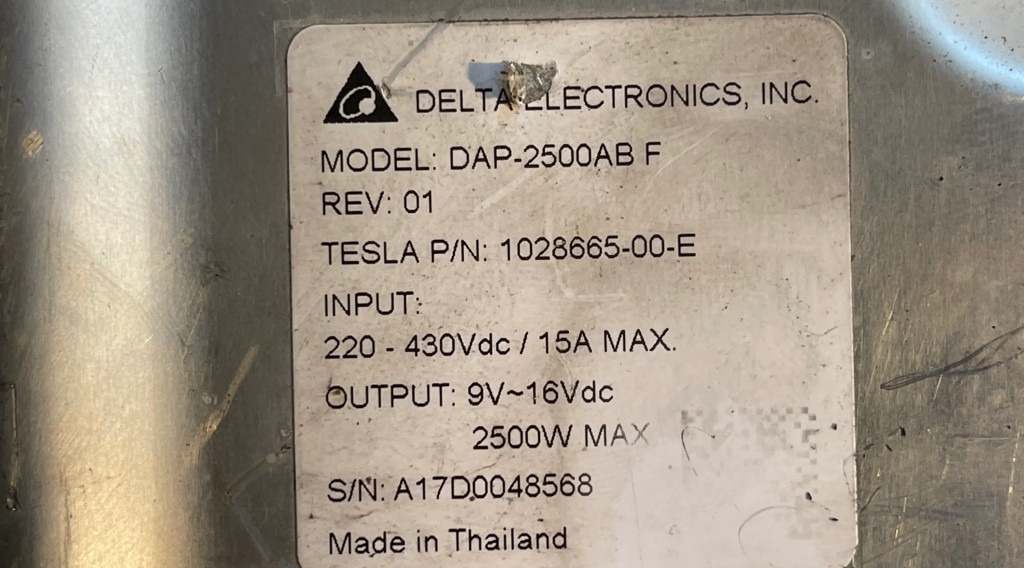 DELTA ELECTRONICS, INC.
MODEL: DAP-2500AB F
REV: 01
TESLA P/N: 1028665-00-E
INPUT:
220 - 430Vdc / 15A MAX.
OUTPUT: 9V~16Vdc
2500W MAX
S/N: A17D0048568
Made in Thailand